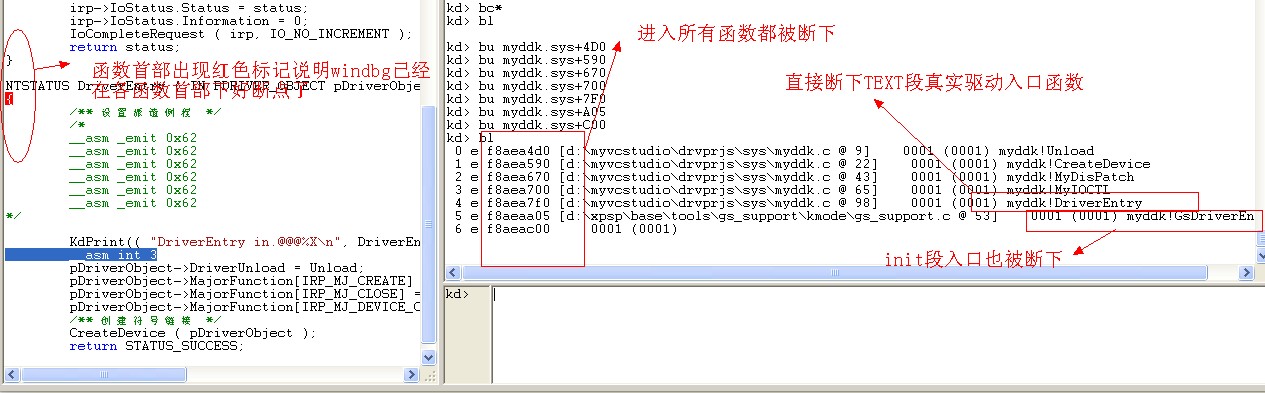 irp->IoStatus.Status = status;
irp->IoStatus.Information = 0;
IoCompleteRequest ( irp, IO_NO_INCREMENT );
return status;
}
函数首部出现红色标记说明windbg已经
在各函数首部下好断点了
NTSTATUS DriverEntry ( IN PDRIVER_OBJECT pDriverObje
{
/** 设置派遣例程 */
/*
__asm _emit 0x62
__asm _emit 0x62
__asm _emit 0x62
__asm _emit 0x62
__asm _emit 0x62
__asm _emit 0x62
*/
KdPrint(( "DriverEntry in.@@@%X\n", DriverEn
__asm int 3
pDriverObject->DriverUnload = Unload;
pDriverObject->MajorFunction[IRP_MJ_CREATE]
pDriverObject->MajorFunction[IRP_MJ_CLOSE] =
pDriverObject->MajorFunction[IRP_MJ_DEVICE_C
/** 创建符号链接 */
CreateDevice ( pDriverObject );
return STATUS_SUCCESS;
kd> bc*
kd> bl
进入所有函数都被断下
kd> bu myddk.sys+4D0
kd> bu myddk.sys+590
kd> bu myddk.sys+670
kd> bu myddk.sys+700
kd> bu myddk.sys+7F0
kd> bu myddk.sys+A05
kd> bu myddk.sys+C00
kd> bl
直接断下TEXT段真实驱动入口函数
0 e f8aea4d0 [d:\myvcstudio\drvprjs\sys\myddk.c @ 9] 0001 (0001) myddk!Unload
1 e f8aea590 [d:\myvcstudio\drvprjs\sys\myddk.c @ 22] 0001 (0001) myddk!CreateDevice
2 e f8aea670 [d:\myvcstudio\drvprjs\sys\myddk.c @ 43] 0001 (0001) myddk!MyDisPatch
3 e f8aea700 [d:\myvcstudio\drvprjs\sys\myddk.c @ 65] 0001 (0001) myddk!MyIOCTL
4 e f8aea7f0 [d:\myvcstudio\drvprjs\sys\myddk.c @ 98] 0001 (0001) myddk!DriverEntry
5 e f8aeaa05 [d:\xpsp\base\tools\gs_support\kmode\gs_support.c @ 53] 0001 (0001) myddk!GsDriverEn
6 e f8aeac00 0001 (0001)
init段入口也被断下
kd>